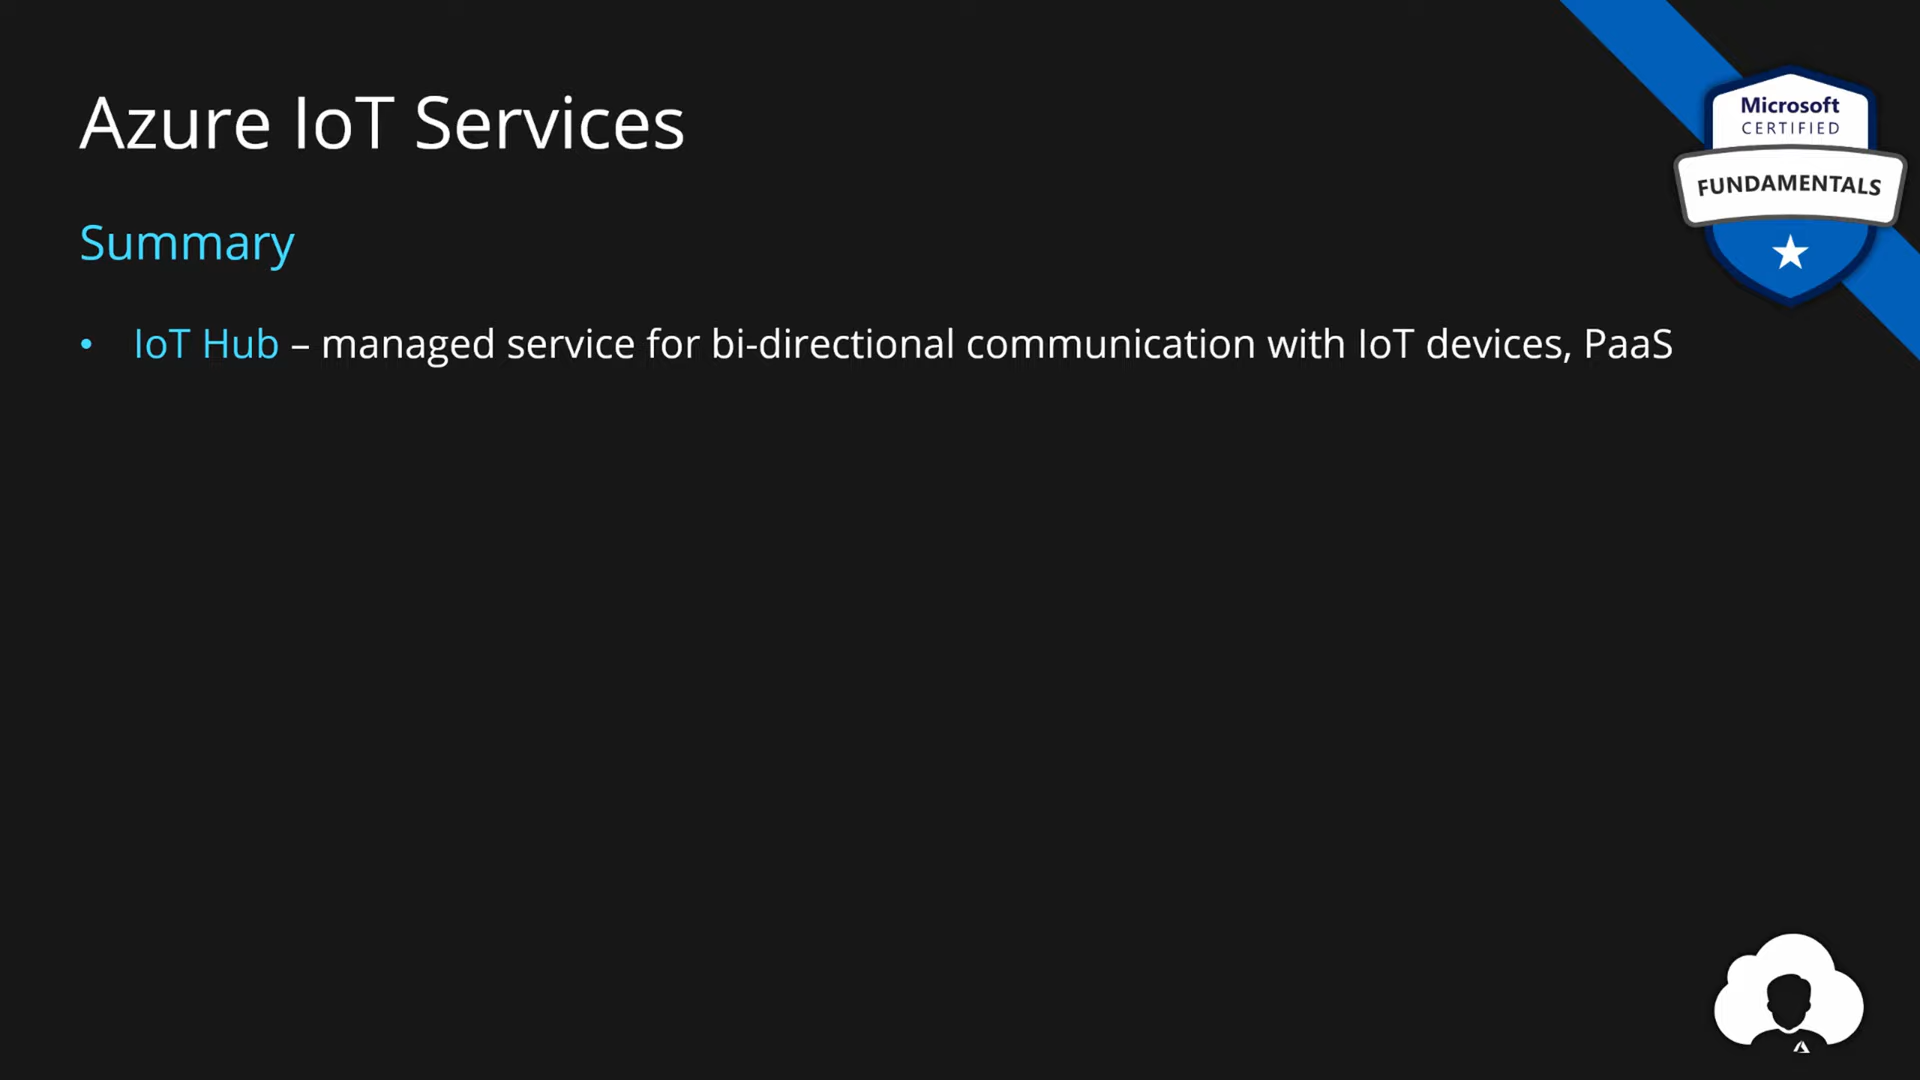 Azure IoT Services
Microsoft
CERTIFIED
FUNDAMENTALS
Summary
• IoT Hub – managed service for bi-directional communication with IoT devices, PaaS